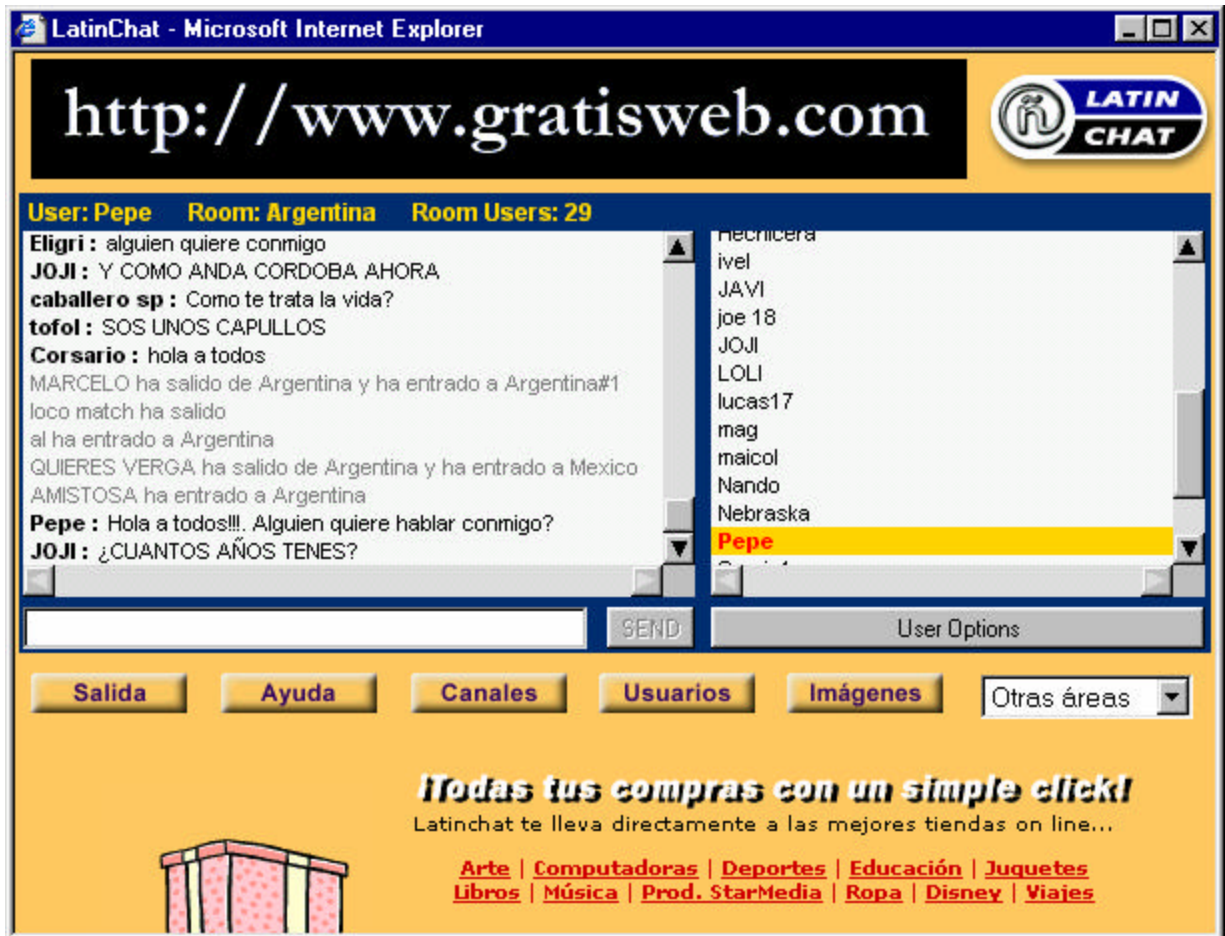 LatinChat - Microsoft Internet Explorer
http://www.gratisweb.com
ñ
LATIN
CHAT
User: Pepe Room: Argentina Room Users: 29
Eligri : alguien quiere conmigo
JOJI : Y COMO ANDA CORDOBA AHORA
caballero sp : Como te trata la vida?
tofol : SOS UNOS CAPULLOS
Corsario : hola a todos
MARCELO ha salido de Argentina y ha entrado a Argentina#1
loco match ha salido
al ha entrado a Argentina
QUIERES VERGA ha salido de Argentina y ha entrado a Mexico
AMISTOSA ha entrado a Argentina
Pepe : Hola a todos!!!. Alguien quiere hablar conmigo?
JOJI : ¿CUANTOS AÑOS TENES?
Hechicera
ivel
JAVI
joe 18
JOJI
LOLI
lucas17
mag
maicol
Nando
Nebraska
Pepe
SEND
User Options
Salida Ayuda Canales Usuarios Imágenes Otras áreas
¡Todas tus compras con un simple click!
Latinchat te lleva directamente a las mejores tiendas on line...
Arte | Computadoras | Deportes | Educación | Juquetes
Libros | Música | Prod. StarMedia | Ropa | Disney | Viajes